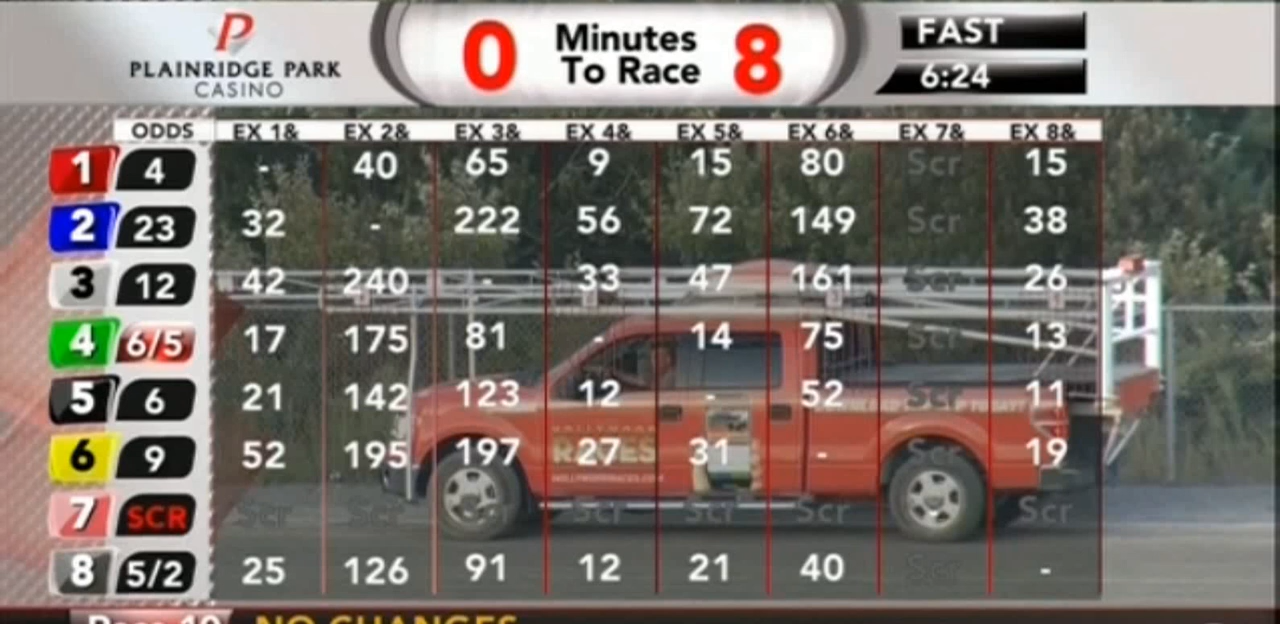 P
PLAINRIDGE PARK
CASINO
0 Minutes To Race 8
FAST
6:24
ODDS EX 1& EX 2& EX 3& EX 4& EX 5& EX 6& EX 7& EX 8&
1 4 - 40 65 9 15 80 Scr 15
2 23 32 - 222 56 72 149 Scr 38
3 12 42 240 - 33 47 161 Scr 26
4 6/5 17 175 81 - 14 75 Scr 13
5 6 21 142 123 12 - 52 Scr 11
6 9 52 195 197 27 31 - Scr 19
7 SCR Scr Scr Scr Scr Scr Scr Scr
8 5/2 25 126 91 12 21 40 Scr -
Race 10 NO CHANGES